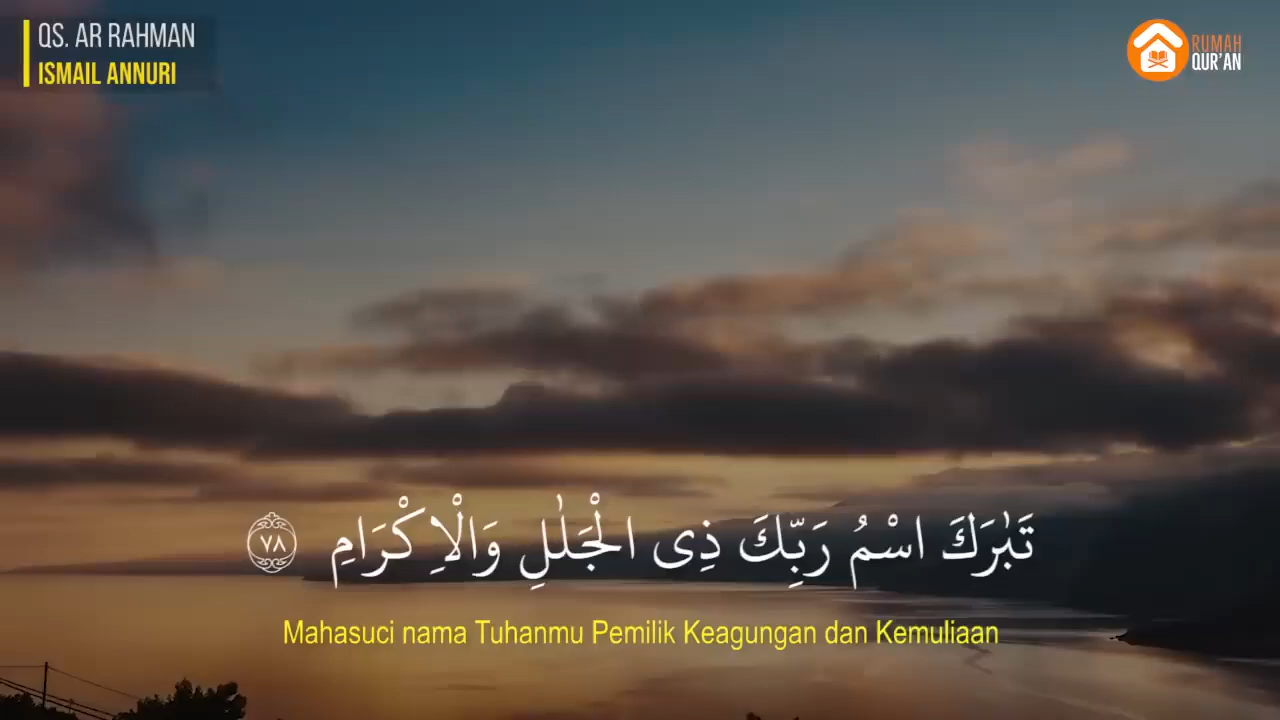 QS. AR RAHMAN
ISMAIL ANNURI
RUMAH
QUR'AN
تَبٰرَكَ اسْمُ رَبِّكَ ذِى الْجَلٰلِ وَالْاِكْرَامِ ٧٨
Mahasuci nama Tuhanmu Pemilik Keagungan dan Kemuliaan